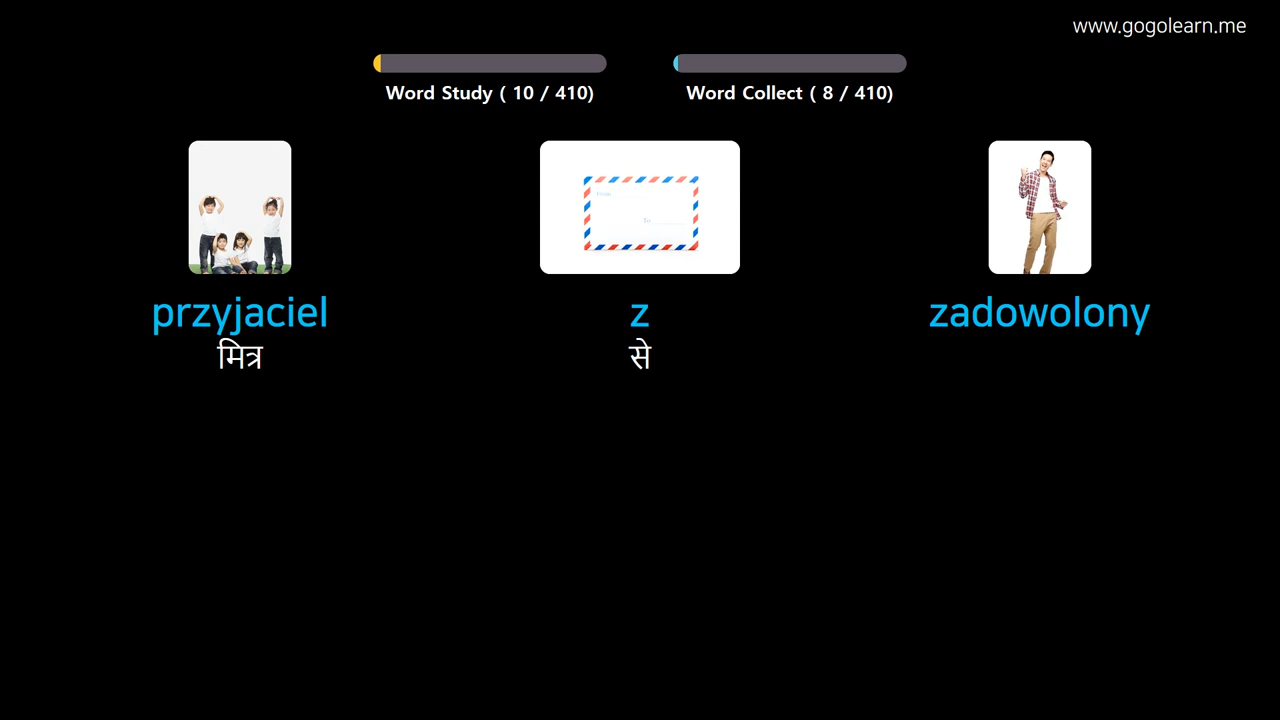 www.gogolearn.me
Word Study ( 10 / 410)
Word Collect ( 8 / 410)
przyjaciel
z
zadowolony
मित्र
से